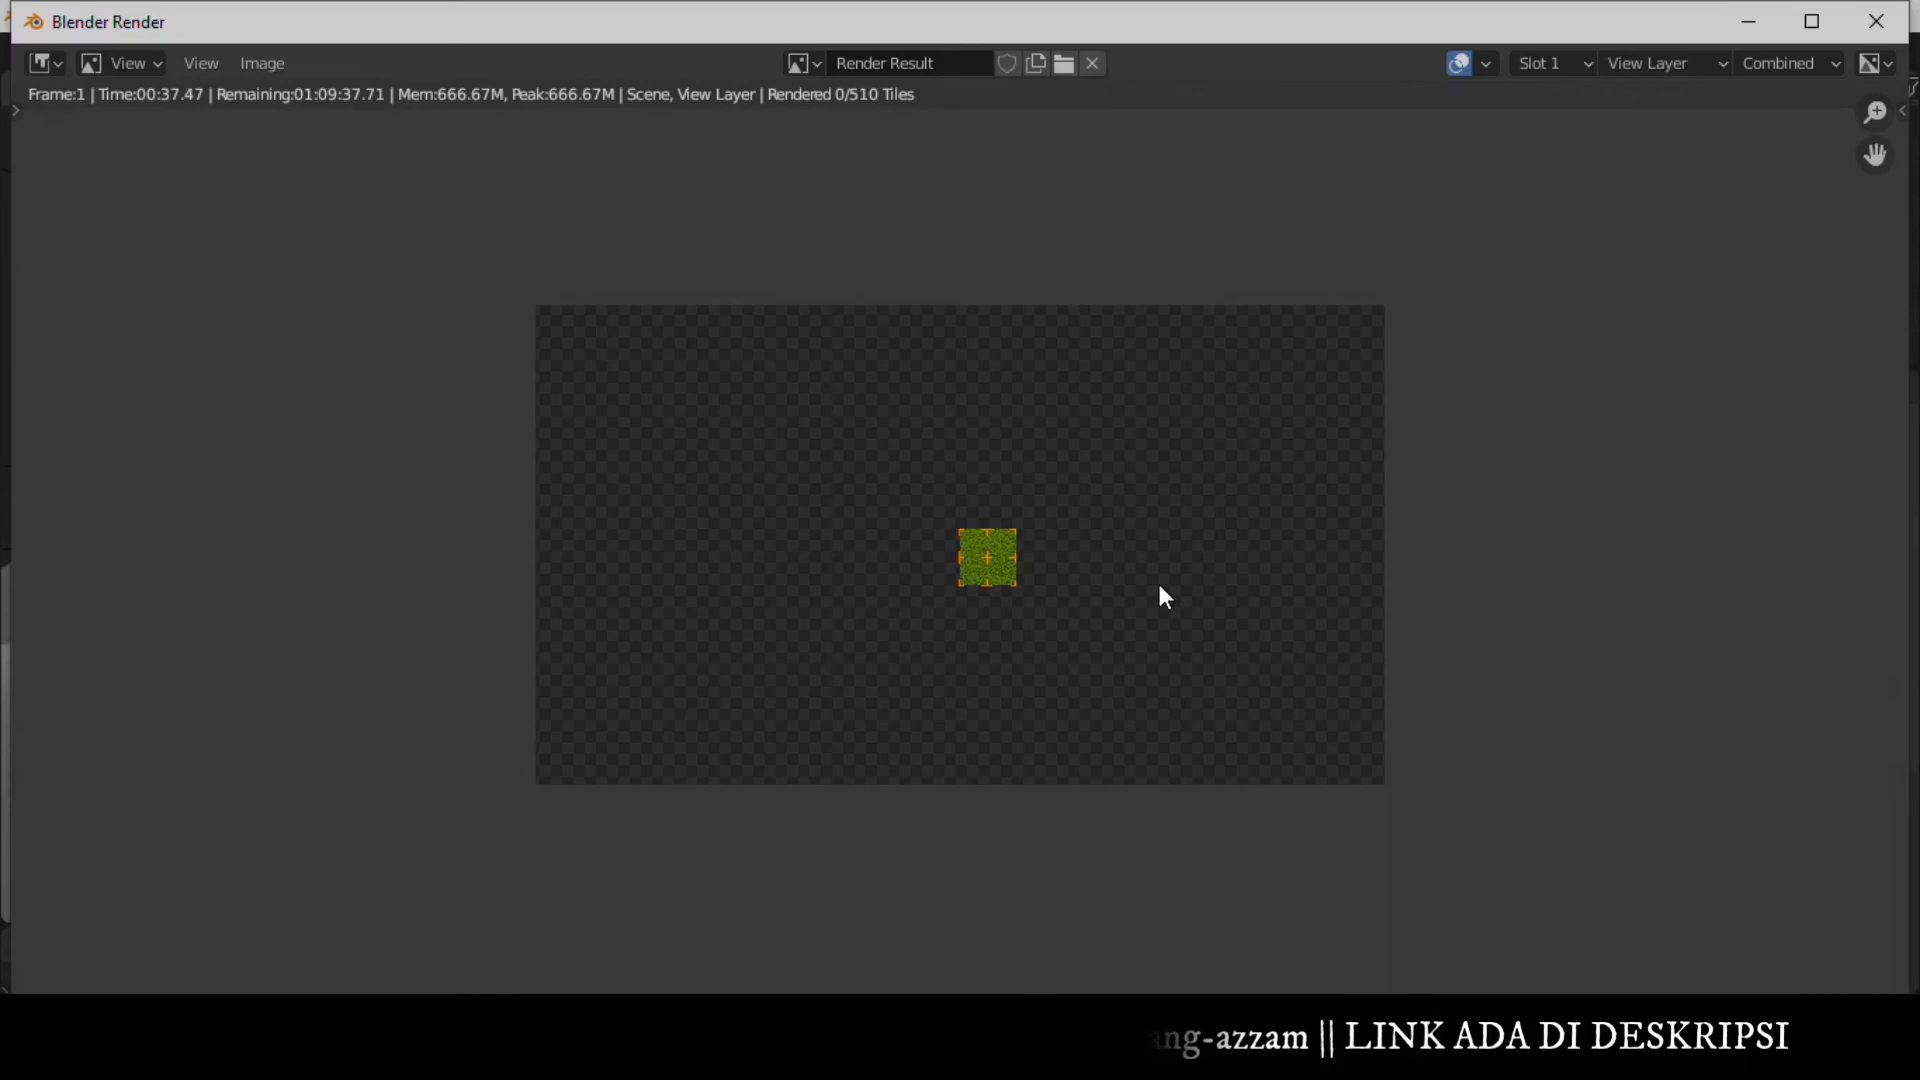 Blender Render
View View Image Render Result Slot 1 View Layer Combined
Frame:1 | Time:00:37.47 | Remaining:01:09:37.71 | Mem:666.67M, Peak:666.67M | Scene, View Layer | Rendered 0/510 Tiles
ang-azzam || LINK ADA DI DESKRIPSI